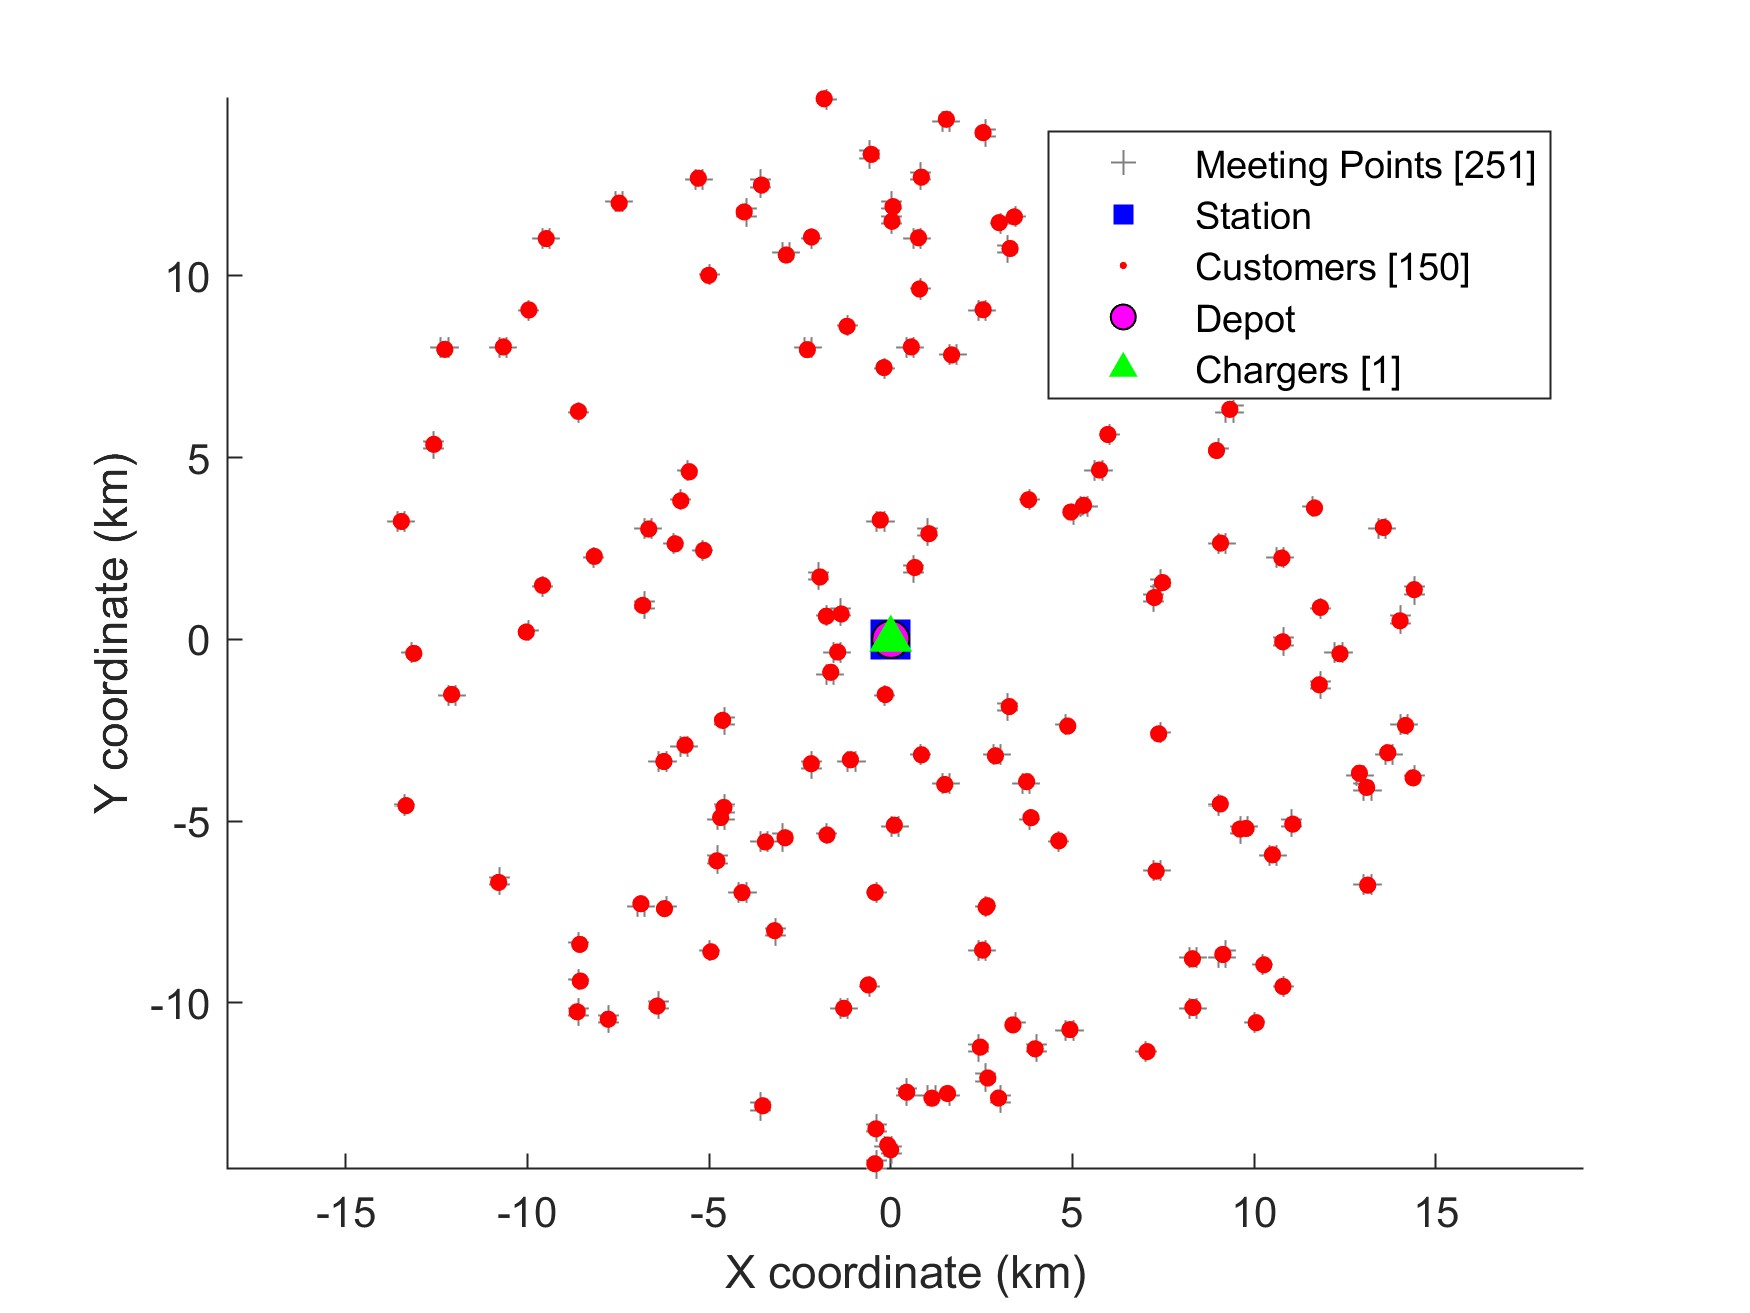 Meeting Points [251]
Station
Customers [150]
Depot
Chargers [1]
10
5
0
-5
-10
Y coordinate (km)
-15
-10
-5
0
5
10
15
X coordinate (km)